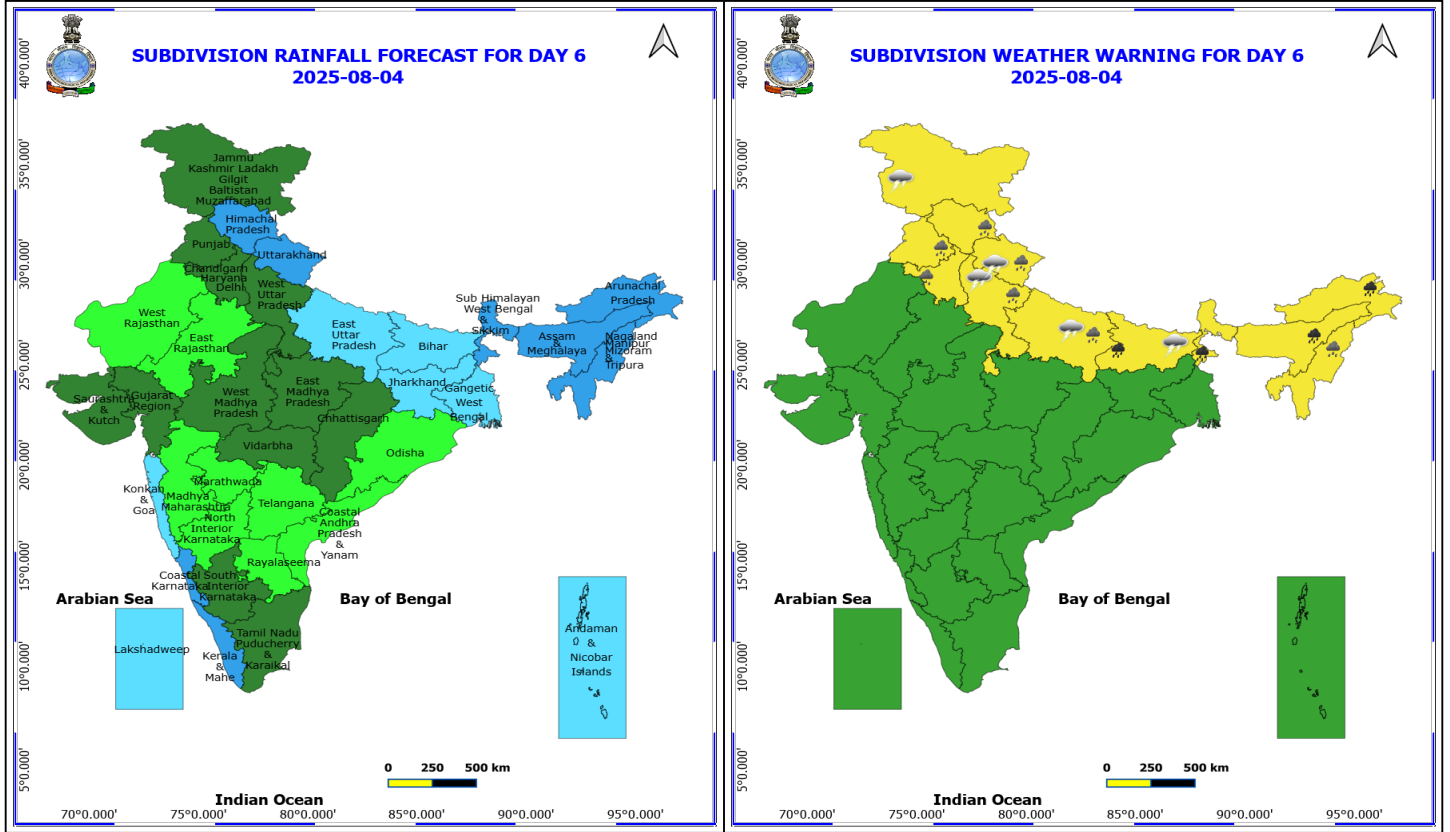 SUBDIVISION RAINFALL FORECAST FOR DAY 6
2025-08-04
40°0.000'
35°0.000'
30°0.000'
25°0.000'
20°0.000'
15°0.000'
10°0.000'
5°0.000'
Jammu
Kashmir Ladakh
Gilgit
Baltistan
Muzaffarabad
Himachal
Pradesh
Punjab
Uttarakhand
Chandigarh
Haryana
Delhi
West
Uttar
Pradesh
West
Rajasthan
East
Rajasthan
East
Uttar
Pradesh
Bihar
Sub Himalayan
West Bengal
&
Sikkim
Arunachal
Pradesh
Assam
&
Meghalaya
Nagaland
Manipur
Mizoram
&
Tripura
Jharkhand
Gangetic
West
Bengal
Saurashtra
&
Kutch
Gujarat
Region
West
Madhya
Pradesh
East
Madhya
Pradesh
Chhattisgarh
Vidarbha
Odisha
Konkan
&
Goa
Madhya
Maharashtra
Marathwada
Telangana
North
Interior
Karnataka
Coastal
Andhra
Pradesh
&
Yanam
Rayalaseema
Coastal
Karnataka
South
Interior
Karnataka
Tamil Nadu
Puducherry
&
Karaikal
Kerala
&
Mahe
Lakshadweep
Andaman
&
Nicobar
Islands
Arabian Sea
Bay of Bengal
Indian Ocean
0 250 500 km
70°0.000' 75°0.000' 80°0.000' 85°0.000' 90°0.000' 95°0.000'
SUBDIVISION WEATHER WARNING FOR DAY 6
2025-08-04
40°0.000'
35°0.000'
30°0.000'
25°0.000'
20°0.000'
15°0.000'
10°0.000'
5°0.000'
Arabian Sea
Bay of Bengal
Indian Ocean
0 250 500 km
70°0.000' 75°0.000' 80°0.000' 85°0.000' 90°0.000' 95°0.000'